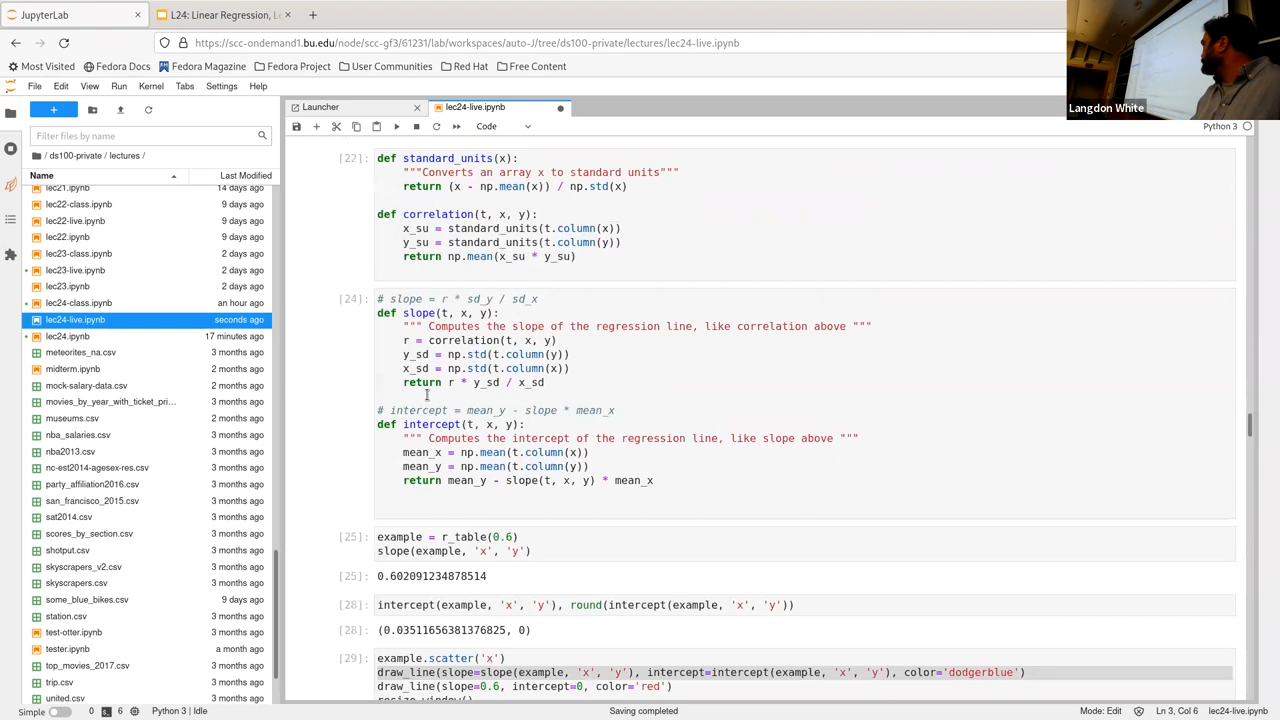 JupyterLab
L24: Linear Regression, Le
https://scc-ondemand1.bu.edu/node/scc-gf3/61231/lab/workspaces/auto-J/tree/ds100-private/lectures/lec24-live.ipynb
Most Visited Fedora Docs Fedora Magazine Fedora Project User Communities Red Hat Free Content
Langdon White
File Edit View Run Kernel Tabs Settings Help
Launcher
lec24-live.ipynb
Code
Python 3
Filter files by name
/ ds100-private / lectures /
Name Last Modified
lec21.ipynb 14 days ago
lec22-class.ipynb 9 days ago
lec22-live.ipynb 9 days ago
lec22.ipynb 9 days ago
lec23-class.ipynb 2 days ago
lec23-live.ipynb 2 days ago
lec23.ipynb 2 days ago
lec24-class.ipynb an hour ago
lec24-live.ipynb seconds ago
lec24.ipynb 17 minutes ago
meteorites_na.csv 3 months ago
midterm.ipynb 2 months ago
mock-salary-data.csv 2 months ago
movies_by_year_with_ticket_pri... 3 months ago
museums.csv 2 months ago
nba_salaries.csv 3 months ago
nba2013.csv 3 months ago
nc-est2014-agesex-res.csv 3 months ago
party_affiliation2016.csv 3 months ago
san_francisco_2015.csv 3 months ago
sat2014.csv 3 months ago
scores_by_section.csv 3 months ago
shotput.csv 3 months ago
skyscrapers_v2.csv 3 months ago
skyscrapers.csv 3 months ago
some_blue_bikes.csv 9 days ago
station.csv 3 months ago
test-otter.ipynb 3 months ago
tester.ipynb a month ago
top_movies_2017.csv 3 months ago
trip.csv 3 months ago
united.csv 3 months ago
[22]: def standard_units(x):
"""Converts an array x to standard units"""
return (x - np.mean(x)) / np.std(x)
def correlation(t, x, y):
x_su = standard_units(t.column(x))
y_su = standard_units(t.column(y))
return np.mean(x_su * y_su)
[24]: # slope = r * sd_y / sd_x
def slope(t, x, y):
""" Computes the slope of the regression line, like correlation above """
r = correlation(t, x, y)
y_sd = np.std(t.column(y))
x_sd = np.std(t.column(x))
return r * y_sd / x_sd
# intercept = mean_y - slope * mean_x
def intercept(t, x, y):
""" Computes the intercept of the regression line, like slope above """
mean_x = np.mean(t.column(x))
mean_y = np.mean(t.column(y))
return mean_y - slope(t, x, y) * mean_x
[25]: example = r_table(0.6)
slope(example, 'x', 'y')
[25]: 0.602091234878514
[28]: intercept(example, 'x', 'y'), round(intercept(example, 'x', 'y'))
[28]: (0.03511656381376825, 0)
[29]: example.scatter('x')
draw_line(slope=slope(example, 'x', 'y'), intercept=intercept(example, 'x', 'y'), color='dodgerblue')
draw_line(slope=0.6, intercept=0, color='red')
resize_window()
Simple 0 6 Python 3 | Idle Saving completed Mode: Edit Ln 3, Col 6 lec24-live.ipynb